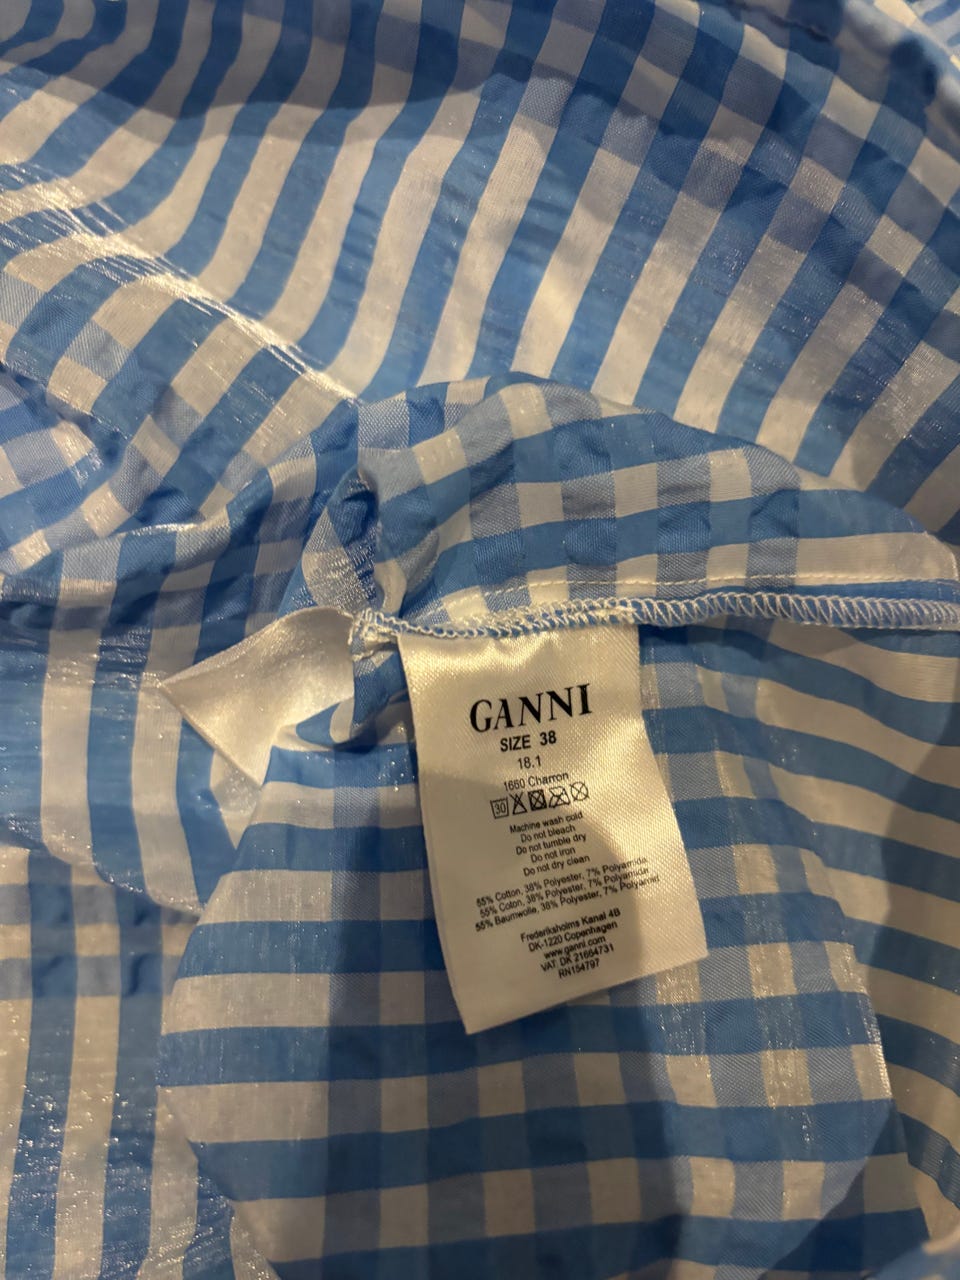 GANNI
SIZE 38
18.1
1660 Charron
30
Machine wash cold
Do not bleach
Do not tumble dry
Do not iron
Do not dry clean
55% Cotton, 38% Polyester, 7% Polyamide
55% Coton, 38% Polyester, 7% Polyamide
55% Baumwolle, 38% Polyester, 7% Polyamid
Frederiksholms Kanal 4B
DK-1220 Copenhagen
www.ganni.com
VAT: DK 21664731
RN154797